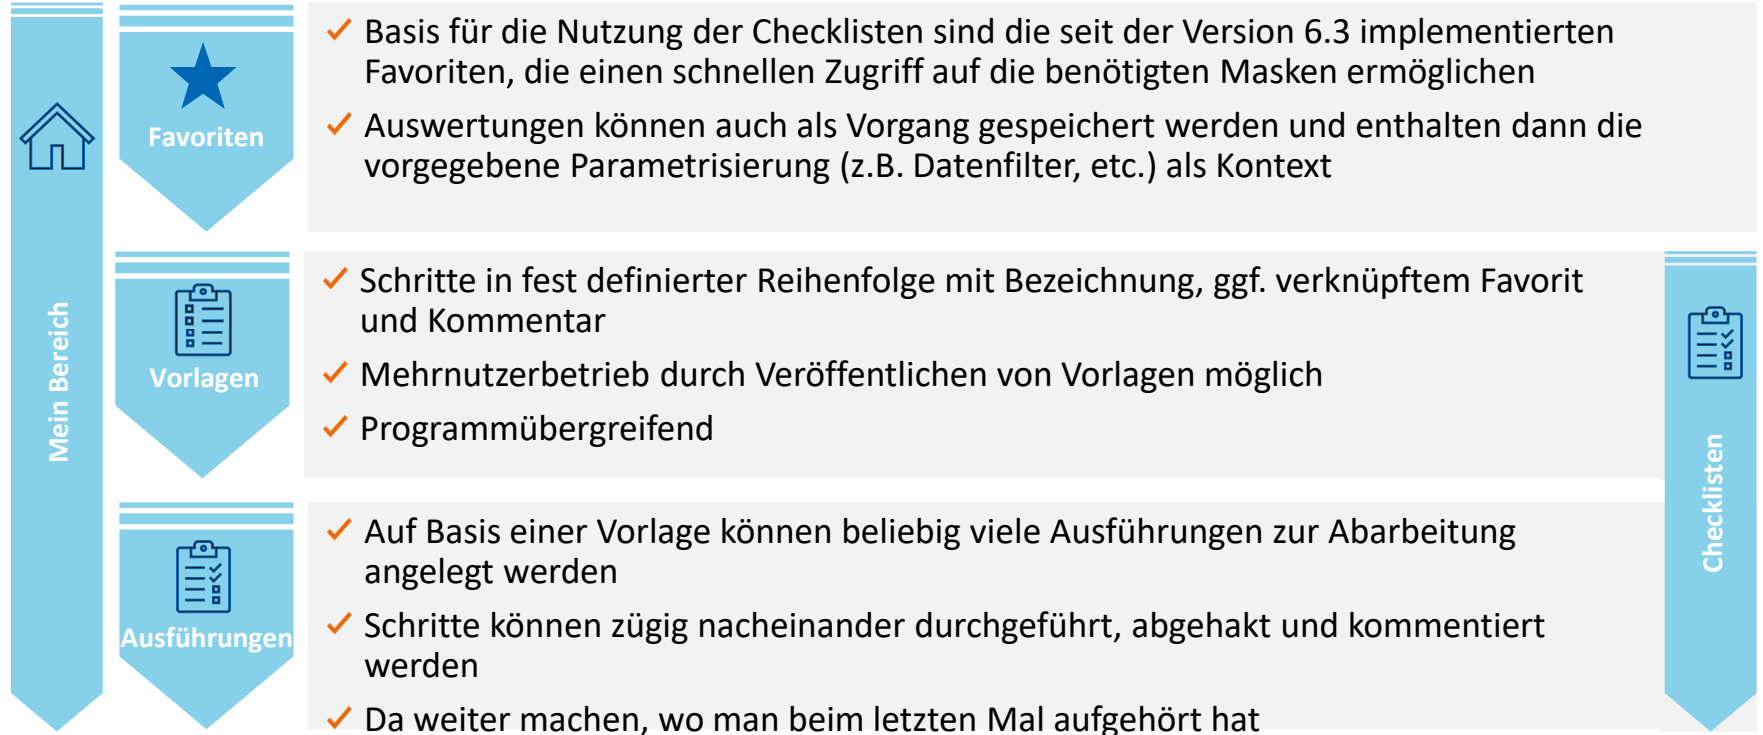 Mein Bereich
Favoriten
Basis für die Nutzung der Checklisten sind die seit der Version 6.3 implementierten
Favoriten, die einen schnellen Zugriff auf die benötigten Masken ermöglichen
Auswertungen können auch als Vorgang gespeichert werden und enthalten dann die
vorgegebene Parametrisierung (z.B. Datenfilter, etc.) als Kontext
Vorlagen
Schritte in fest definierter Reihenfolge mit Bezeichnung, ggf. verknüpftem Favorit
und Kommentar
Mehrnutzerbetrieb durch Veröffentlichen von Vorlagen möglich
Programmübergreifend
Ausführungen
Auf Basis einer Vorlage können beliebig viele Ausführungen zur Abarbeitung
angelegt werden
Schritte können zügig nacheinander durchgeführt, abgehakt und kommentiert
werden
Da weiter machen, wo man beim letzten Mal aufgehört hat
Checklisten